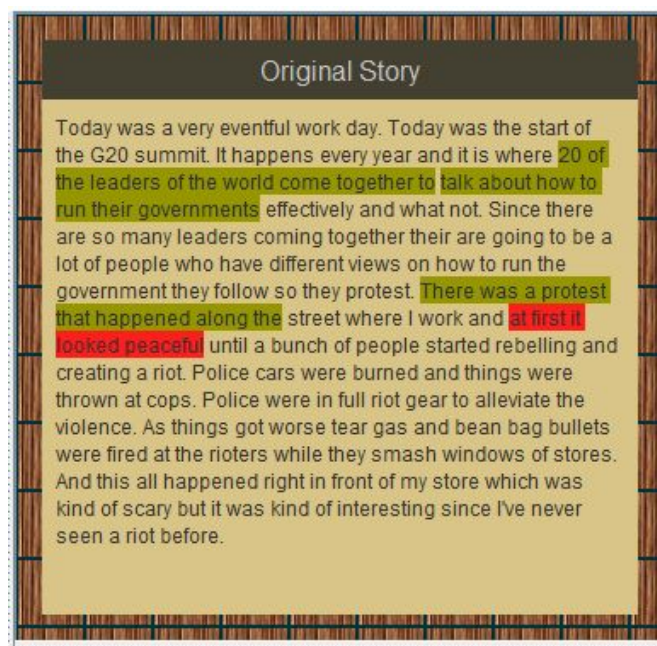 Original Story
Today was a very eventful work day. Today was the start of
the G20 summit. It happens every year and it is where 20 of
the leaders of the world come together to talk about how to
run their governments effectively and what not. Since there
are so many leaders coming together their are going to be a
lot of people who have different views on how to run the
government they follow so they protest. There was a protest
that happened along the street where I work and at first it
looked peaceful until a bunch of people started rebelling and
creating a riot. Police cars were burned and things were
thrown at cops. Police were in full riot gear to alleviate the
violence. As things got worse tear gas and bean bag bullets
were fired at the rioters while they smash windows of stores.
And this all happened right in front of my store which was
kind of scary but it was kind of interesting since I've never
seen a riot before.